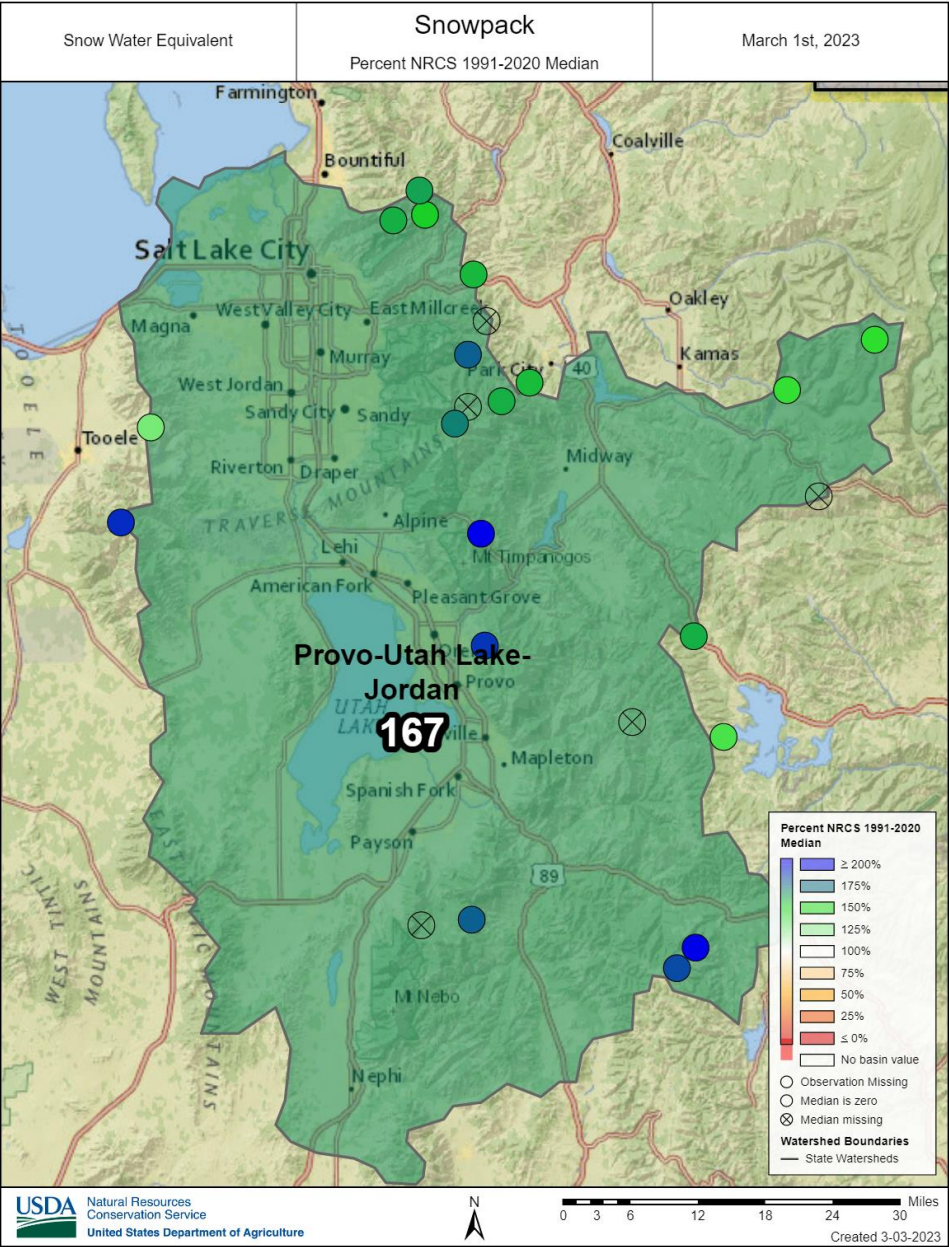 Snow Water Equivalent
Snowpack
Percent NRCS 1991-2020 Median
March 1st, 2023
Farmington
Coalville
Bountiful
Salt Lake City
Oakley
West Valley City
East Millcreek
Magna
Murray
Park City
40
Kamas
West Jordan
Sandy City
Sandy
TOOELE
Tooele
Riverton
Draper
Midway
TRAVERSE MOUNTAINS
Alpine
Lehi
Mt Timpanogos
American Fork
Pleasant Grove
Provo-Utah Lake-
Jordan
167
Provo
UTAH
LAKE
ville
Mapleton
Spanish Fork
Payson
89
EAST TINTIC MOUNTAINS
WEST TINTIC
MOUNTAINS
Mt Nebo
Nephi
Percent NRCS 1991-2020
Median
≥ 200%
175%
150%
125%
100%
75%
50%
25%
≤ 0%
No basin value
Observation Missing
Median is zero
Median missing
Watershed Boundaries
State Watersheds
USDA
Natural Resources
Conservation Service
United States Department of Agriculture
N
Miles
0 3 6 12 18 24 30
Created 3-03-2023